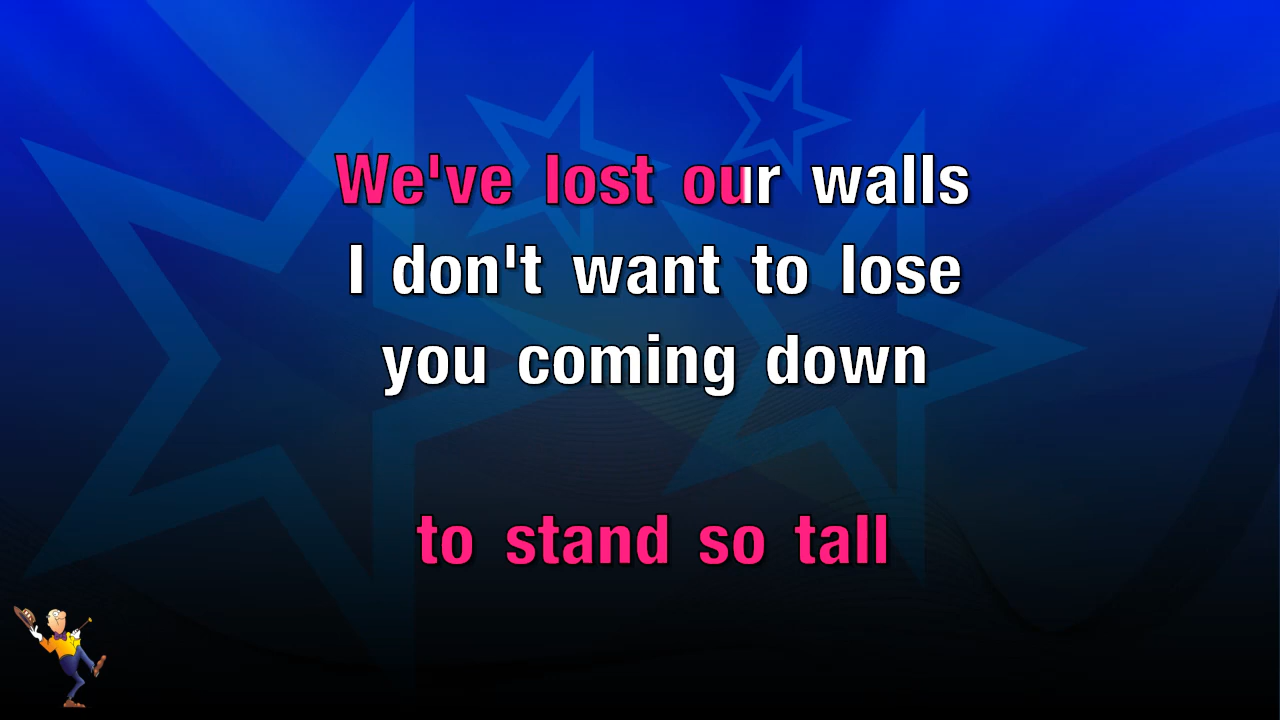 We've lost our walls
I don't want to lose
you coming down
to stand so tall